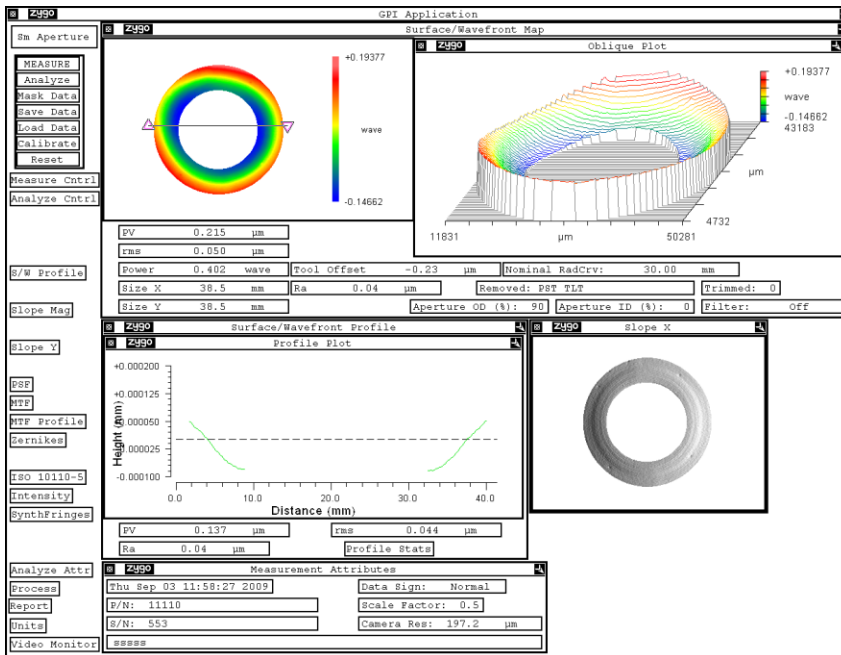 zygo GPI Application
Sm Aperture
MEASURE
Analyze
Mask Data
Save Data
Load Data
Calibrate
Reset
Measure Cntrl
Analyze Cntrl
S/W Profile
Slope Mag
Slope Y
PSF
MTF
MTF Profile
Zernikes
ISO 10110-5
Intensity
SynthFringes
Analyze Attr
Process
Report
Units
Video Monitor
zygo Surface/Wavefront Map
+0.19377
wave
-0.14662
zygo Oblique Plot
+0.19377
wave
-0.14662
43183
µm
4732
11831 µm 50281
PV 0.215 µm
rms 0.050 µm
Power 0.402 wave Tool Offset -0.23 µm Nominal RadCrv: 30.00 mm
Size X 38.5 mm Ra 0.04 µm Removed: PST TLT Trimmed: 0
Size Y 38.5 mm Aperture OD (%): 90 Aperture ID (%): 0 Filter: Off
zygo Surface/Wavefront Profile
zygo Profile Plot
+0.000200
+0.000125
+0.000050
-0.000025
-0.000100
Height (mm)
0.0 10.0 20.0 30.0 40.0
Distance (mm)
PV 0.137 µm rms 0.044 µm
Ra 0.04 µm Profile Stats
zygo Slope X
zygo Measurement Attributes
Thu Sep 03 11:58:27 2009 Data Sign: Normal
P/N: 11110 Scale Factor: 0.5
S/N: 553 Camera Res: 197.2 µm
sssss